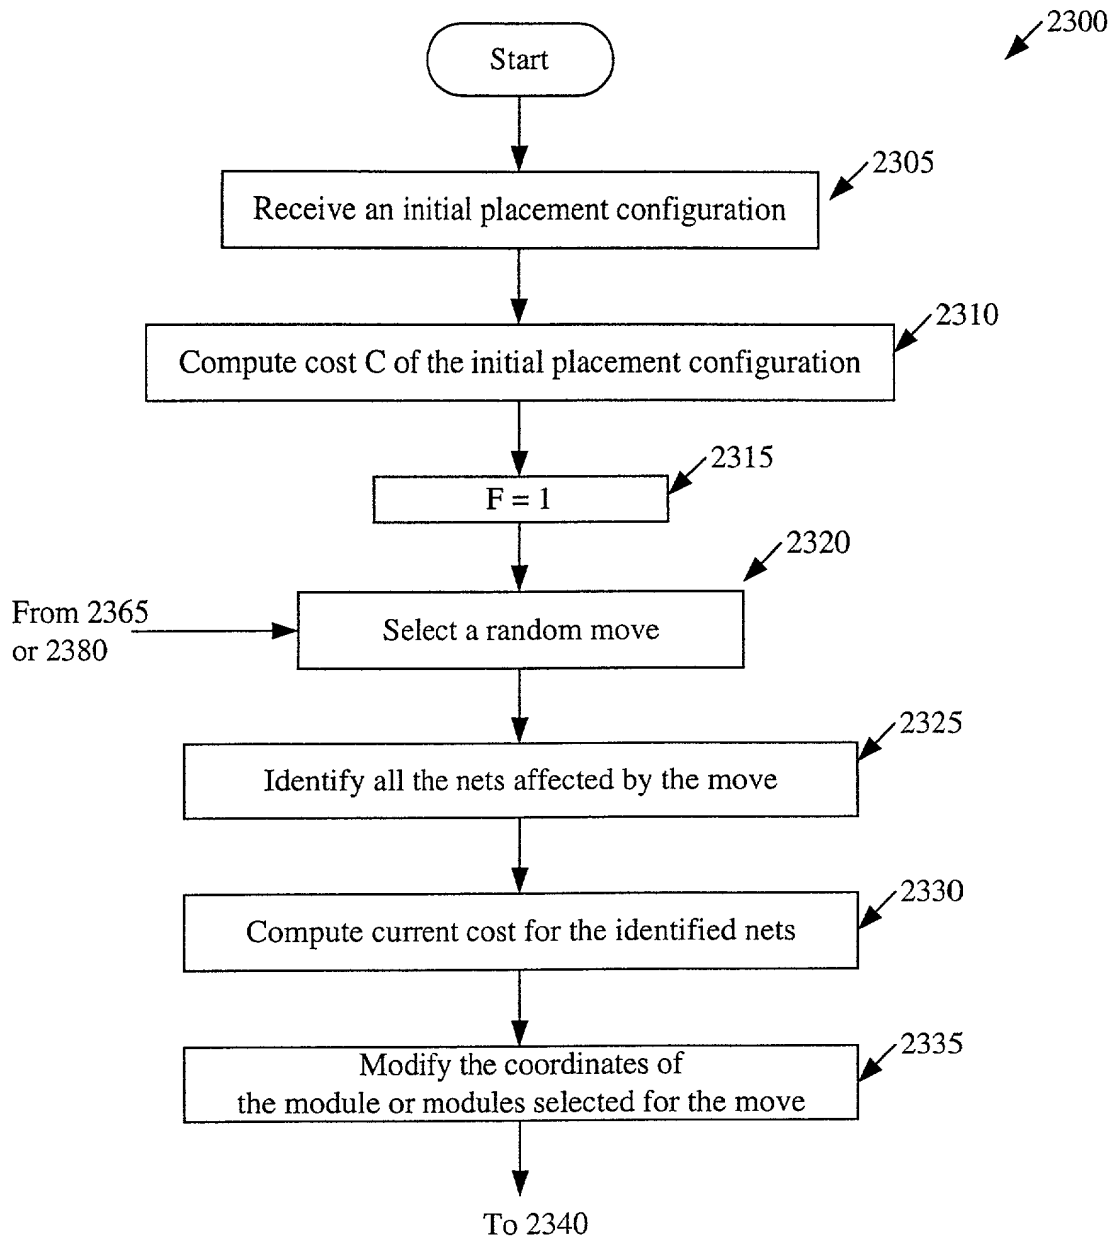 2300
Start
2305
Receive an initial placement configuration
2310
Compute cost C of the initial placement configuration
2315
F = 1
2320
From 2365
or 2380
Select a random move
2325
Identify all the nets affected by the move
2330
Compute current cost for the identified nets
2335
Modify the coordinates of
the module or modules selected for the move
To 2340